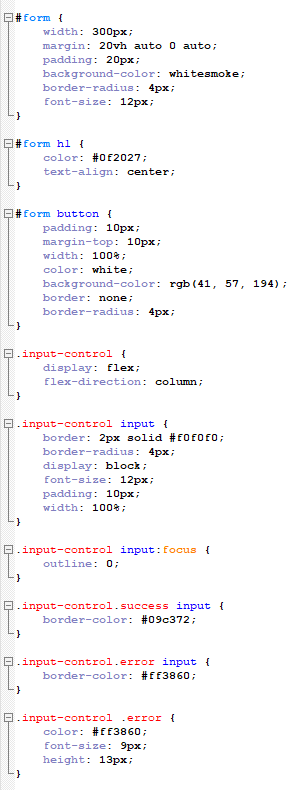 #form {
width: 300px;
margin: 20vh auto 0 auto;
padding: 20px;
background-color: whitesmoke;
border-radius: 4px;
font-size: 12px;
}
#form h1 {
color: #0f2027;
text-align: center;
}
#form button {
padding: 10px;
margin-top: 10px;
width: 100%;
color: white;
background-color: rgb(41, 57, 194);
border: none;
border-radius: 4px;
}
.input-control {
display: flex;
flex-direction: column;
}
.input-control input {
border: 2px solid #f0f0f0;
border-radius: 4px;
display: block;
font-size: 12px;
padding: 10px;
width: 100%;
}
.input-control input:focus {
outline: 0;
}
.input-control.success input {
border-color: #09c372;
}
.input-control.error input {
border-color: #ff3860;
}
.input-control .error {
color: #ff3860;
font-size: 9px;
height: 13px;
}